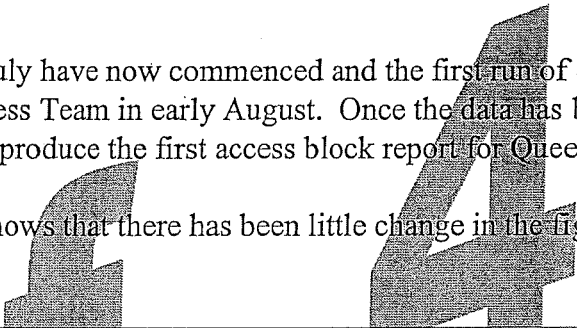 uly have now commenced and the first run of
ess Team in early August. Once the data has
produce the first access block report for Quee
nows that there has been little change in the fig